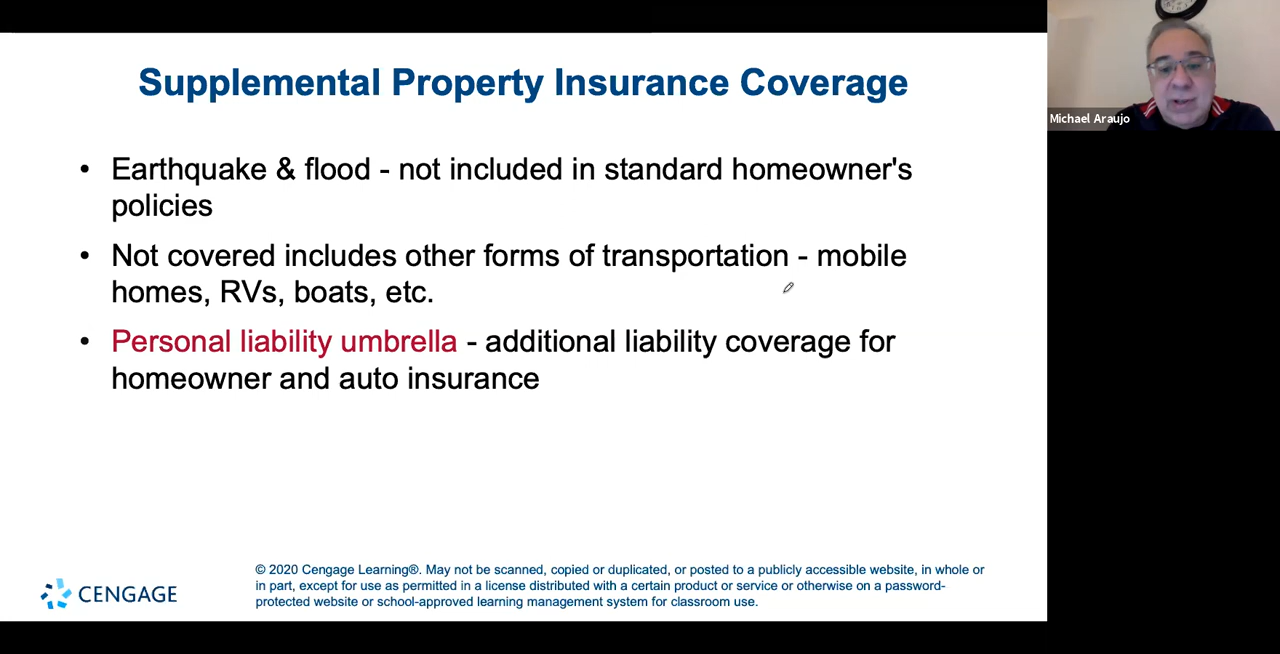 Supplemental Property Insurance Coverage
• Earthquake & flood - not included in standard homeowner's
policies
• Not covered includes other forms of transportation - mobile
homes, RVs, boats, etc.
• Personal liability umbrella - additional liability coverage for
homeowner and auto insurance
CENGAGE
© 2020 Cengage Learning®. May not be scanned, copied or duplicated, or posted to a publicly accessible website, in whole or
in part, except for use as permitted in a license distributed with a certain product or service or otherwise on a password-
protected website or school-approved learning management system for classroom use.
Michael Araujo